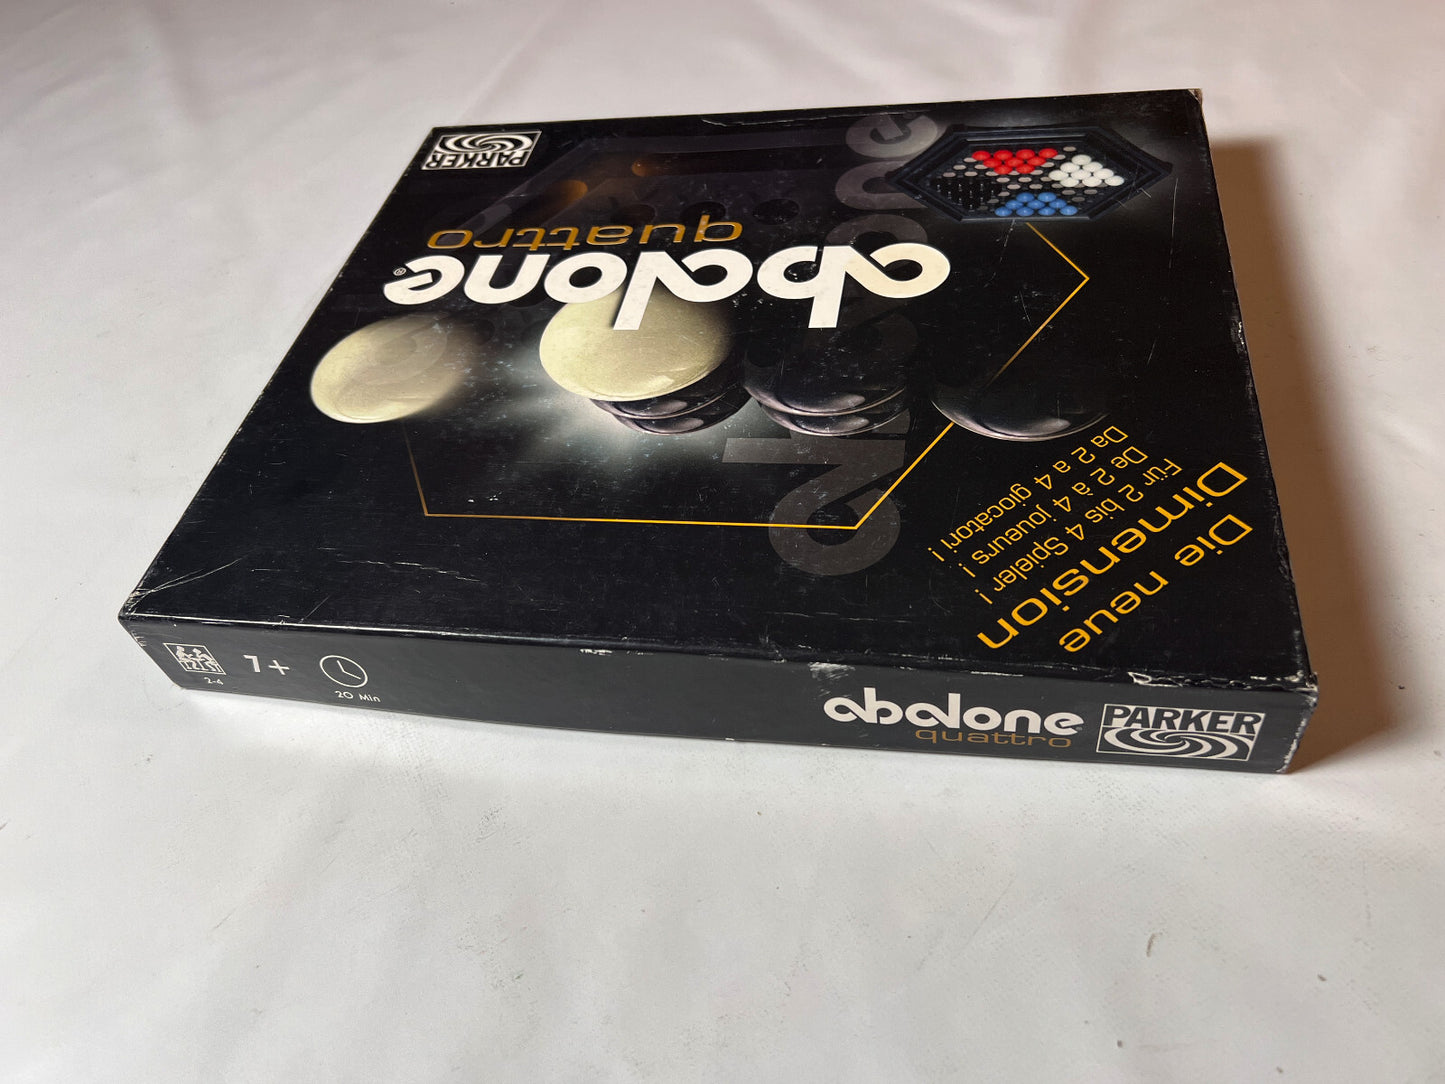 PARKER
abalone®
quattro
abalone
Die neue
Dimension
Für 2 bis 4 Spieler !
De 2 à 4 joueurs !
Da 2 a 4 giocatori !
2-4
7+
20 Min
abalone
quattro
PARKER